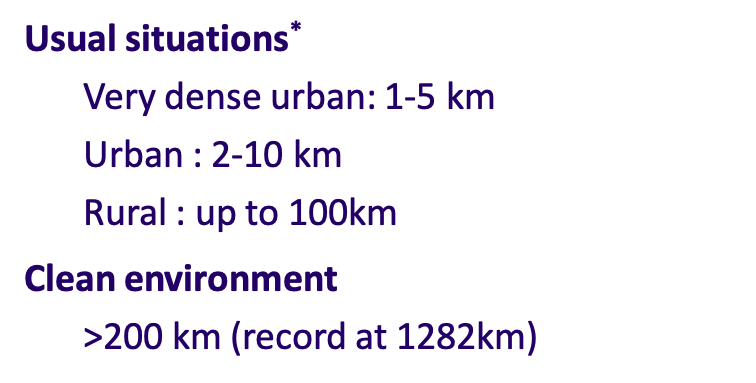 Usual situations*
Very dense urban: 1-5 km
Urban : 2-10 km
Rural : up to 100km
Clean environment
>200 km (record at 1282km)